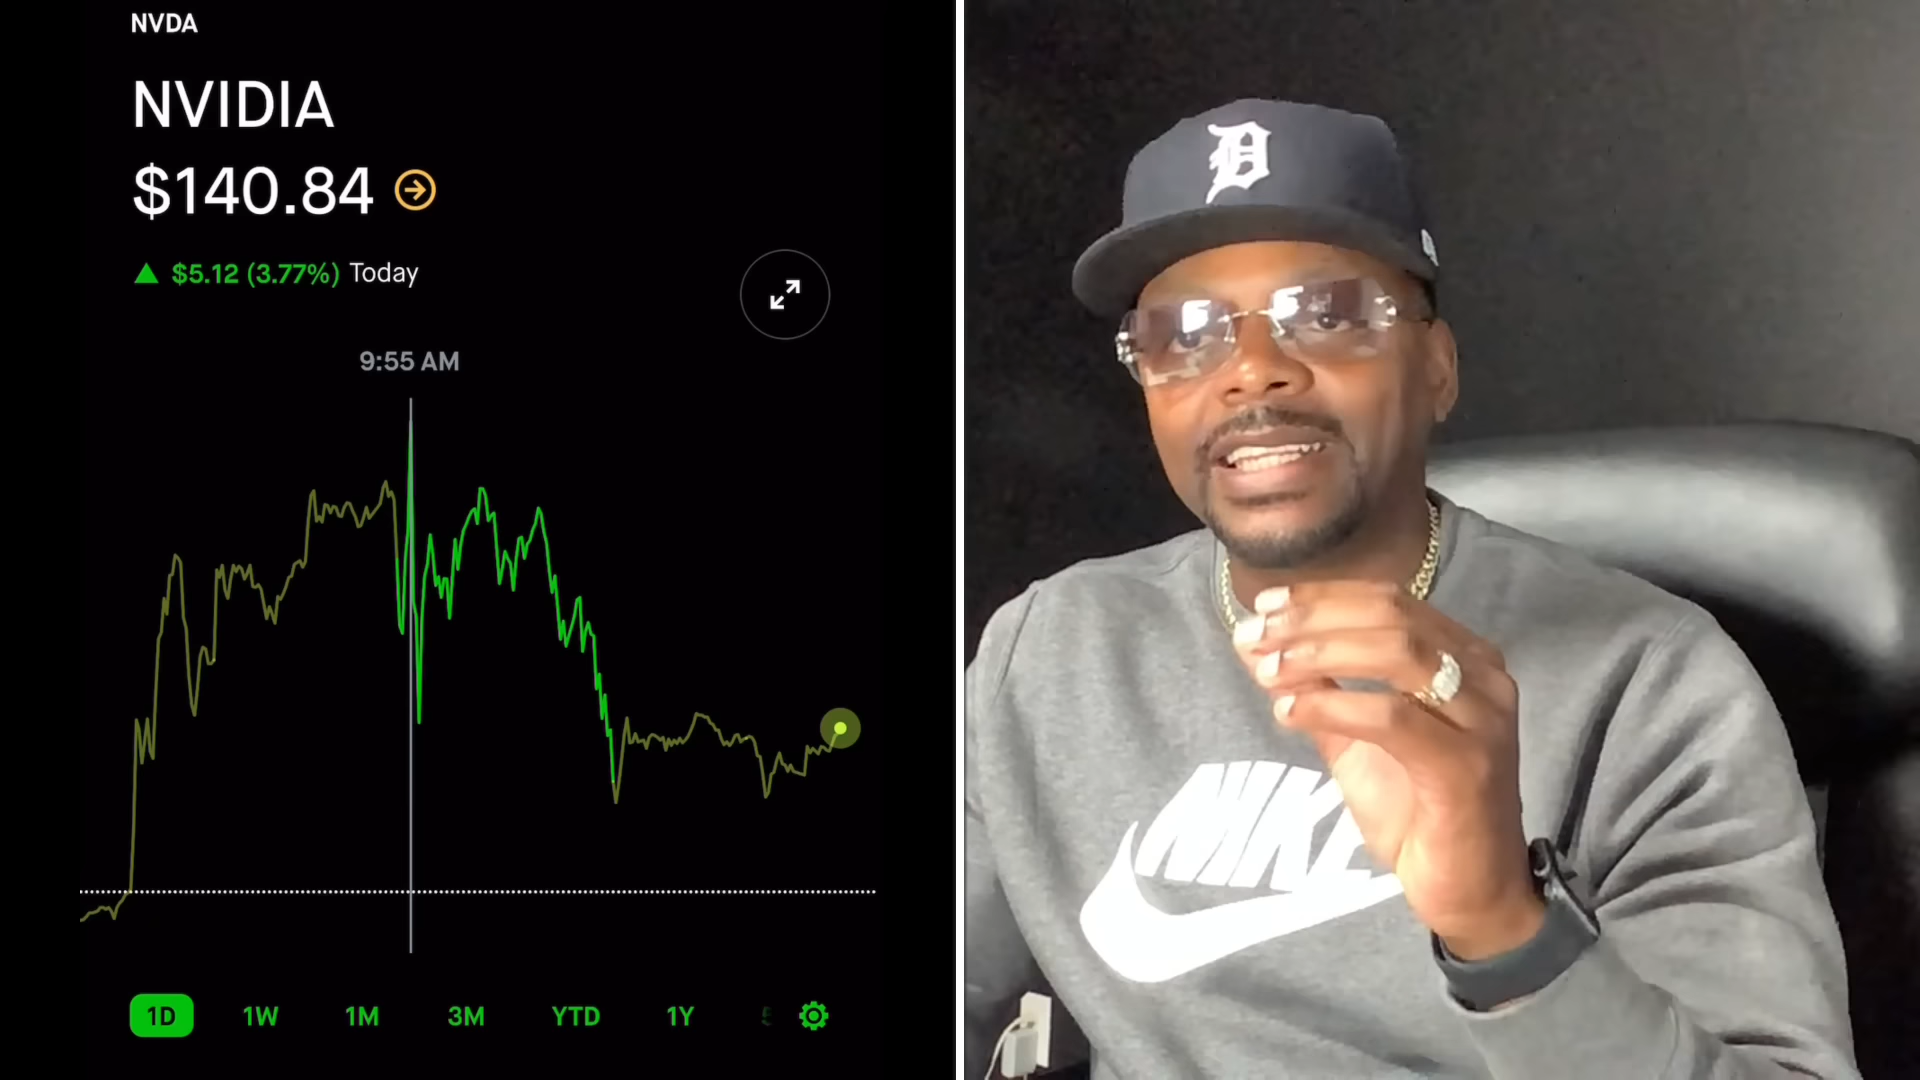 NVDA
NVIDIA
$140.84
$5.12 (3.77%) Today
9:55 AM
1D 1W 1M 3M YTD 1Y
D
NIKE